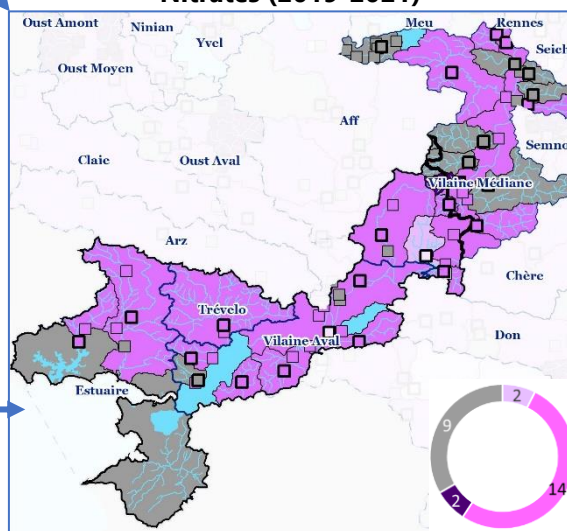 Nitrates (2019-2021)
Oust Amont
Ninian
Yvel
Meu
Rennes
Seich
Oust Moyen
Aff
Semno
Claie
Oust Aval
Vilaine Médiane
Arz
Chère
Trévelo
Don
Vilaine Aval
Estuaire
2
9
14
2